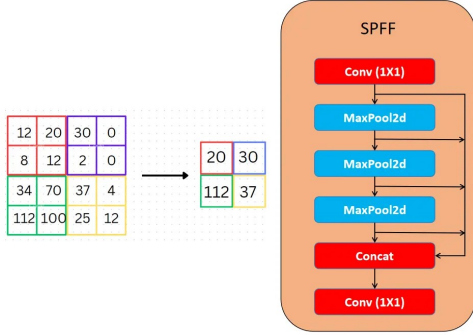 12 20 30 0
8 12 2 0
34 70 37 4
112 100 25 12
20 30
112 37
SPFF
Conv (1X1)
MaxPool2d
MaxPool2d
MaxPool2d
Concat
Conv (1X1)